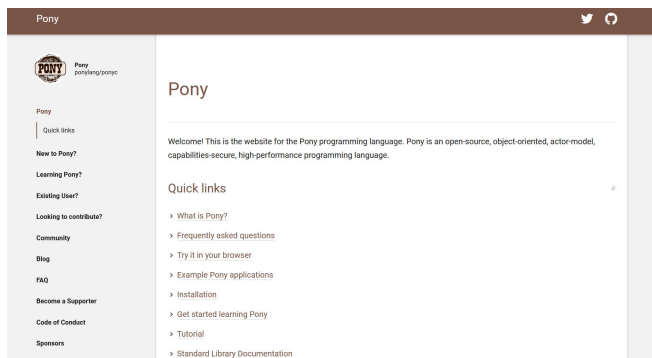 Pony
PONY
Pony
ponylang/ponyc
Pony
Quick links
New to Pony?
Learning Pony?
Existing User?
Looking to contribute?
Community
Blog
FAQ
Become a Supporter
Code of Conduct
Sponsors
Pony
Welcome! This is the website for the Pony programming language. Pony is an open-source, object-oriented, actor-model,
capabilities-secure, high-performance programming language.
Quick links
#
› What is Pony?
› Frequently asked questions
› Try it in your browser
› Example Pony applications
› Installation
› Get started learning Pony
› Tutorial
› Standard Library Documentation